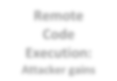 Remote
Code
Execution:
Attacker gains